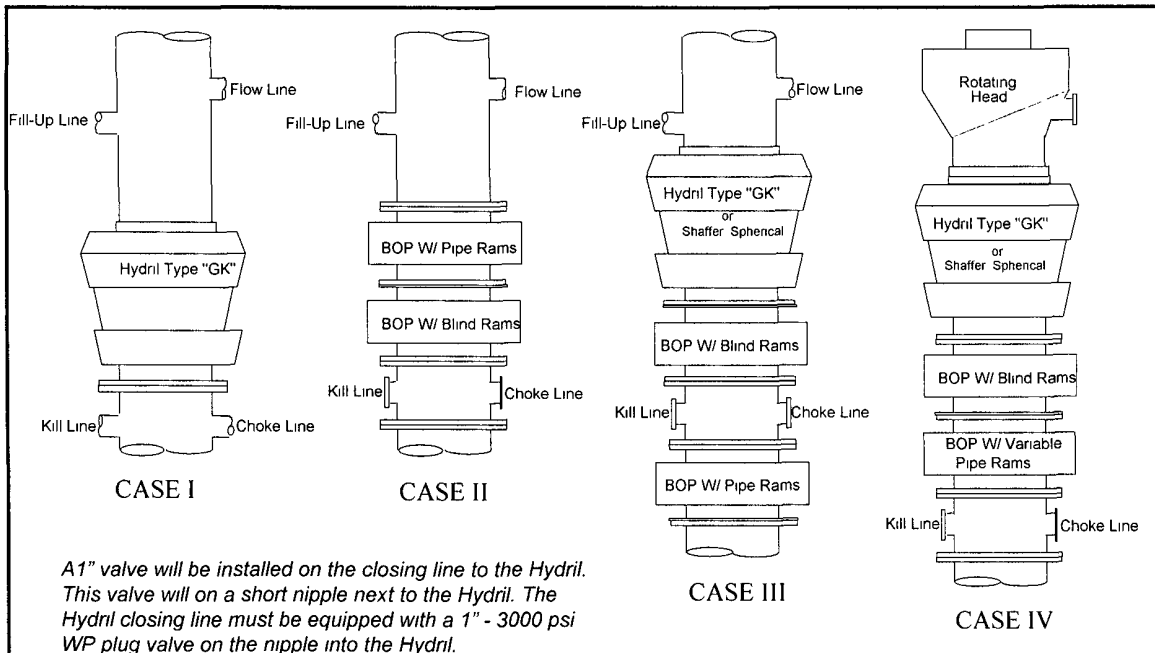 Flow Line
Fill-Up Line
Hydril Type "GK"
Kill Line
Choke Line
CASE I
Flow Line
Fill-Up Line
BOP W/ Pipe Rams
BOP W/ Blind Rams
Kill Line
Choke Line
CASE II
Flow Line
Fill-Up Line
Hydril Type "GK"
or
Shaffer Spherical
BOP W/ Blind Rams
Kill Line
Choke Line
BOP W/ Pipe Rams
CASE III
Rotating
Head
Hydril Type "GK"
or
Shaffer Spherical
BOP W/ Blind Rams
BOP W/ Variable
Pipe Rams
Kill Line
Choke Line
CASE IV
A1" valve will be installed on the closing line to the Hydril.
This valve will on a short nipple next to the Hydril. The
Hydril closing line must be equipped with a 1" - 3000 psi
WP plug valve on the nipple into the Hydril.